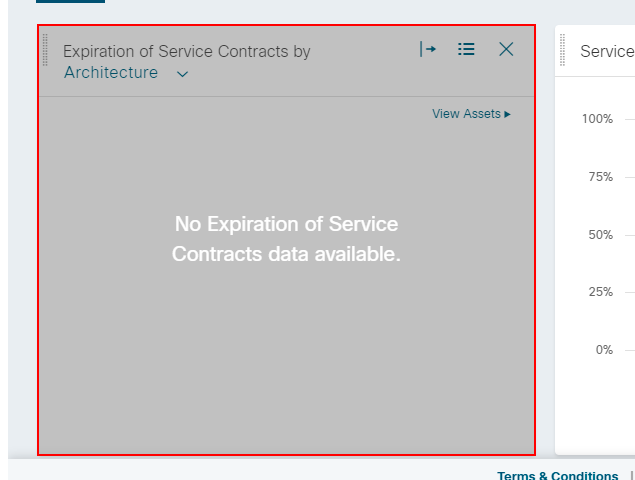 Expiration of Service Contracts by
Architecture
View Assets
No Expiration of Service
Contracts data available.
Service
100%
75%
50%
25%
0%
Terms & Conditions